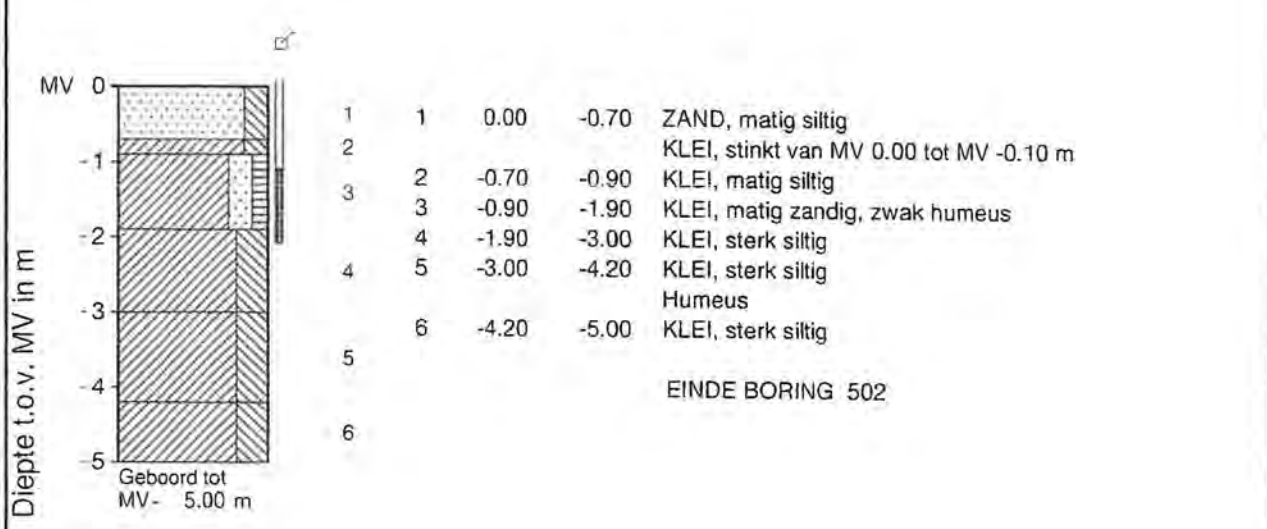 Diepte t.o.v. MV in m
MV 0
-1
-2
-3
-4
-5
Geboord tot
MV- 5.00 m
1
2
3
4
5
6
1 0.00 -0.70 ZAND, matig siltig
KLEI, stinkt van MV 0.00 tot MV -0.10 m
2 -0.70 -0.90 KLEI, matig siltig
3 -0.90 -1.90 KLEI, matig zandig, zwak humeus
4 -1.90 -3.00 KLEI, sterk siltig
5 -3.00 -4.20 KLEI, sterk siltig
Humeus
6 -4.20 -5.00 KLEI, sterk siltig
EINDE BORING 502